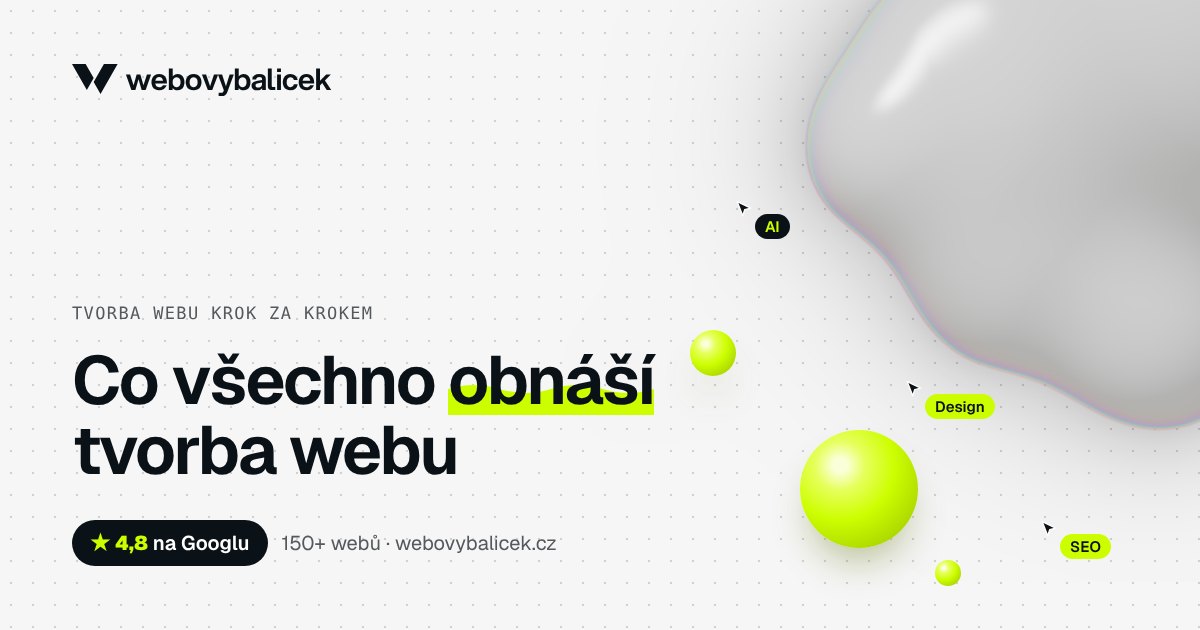 webovybalicek
AI
TVORBA WEBU KROK ZA KROKEM
Co všechno obnáší
tvorba webu
Design
★ 4,8 na Googlu
150+ webů · webovybalicek.cz
SEO